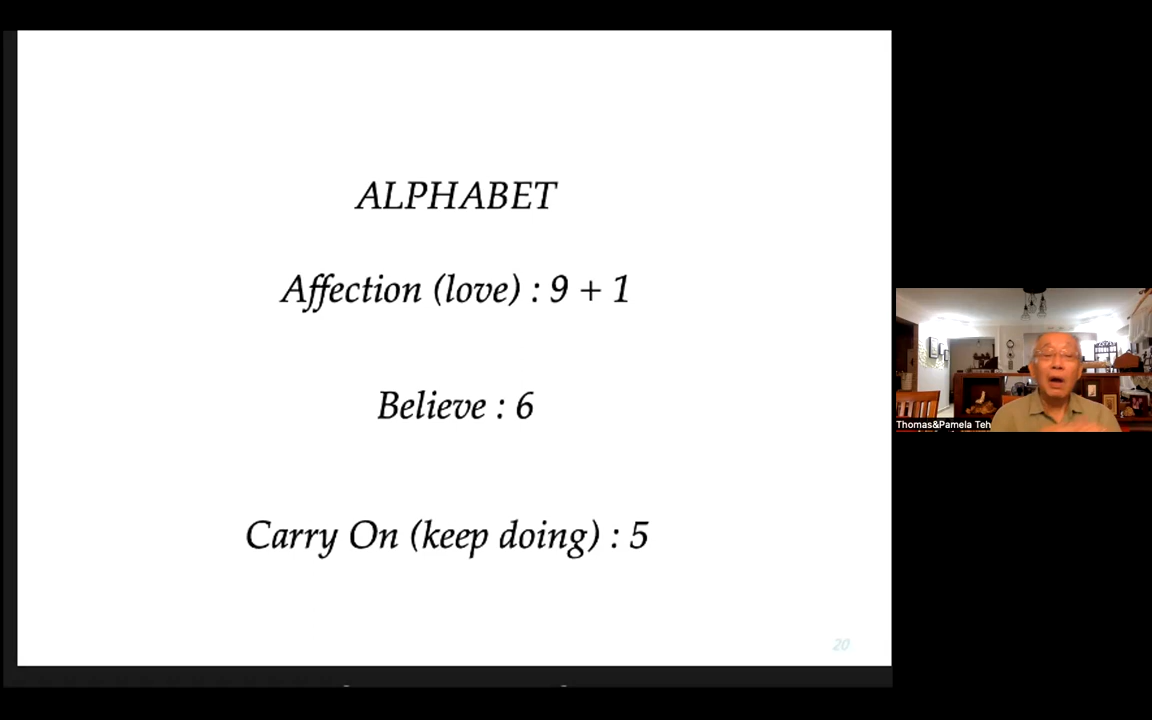 ALPHABET
Affection (love) : 9 + 1
Believe : 6
Carry On (keep doing) : 5
20
Thomas&Pamela Teh